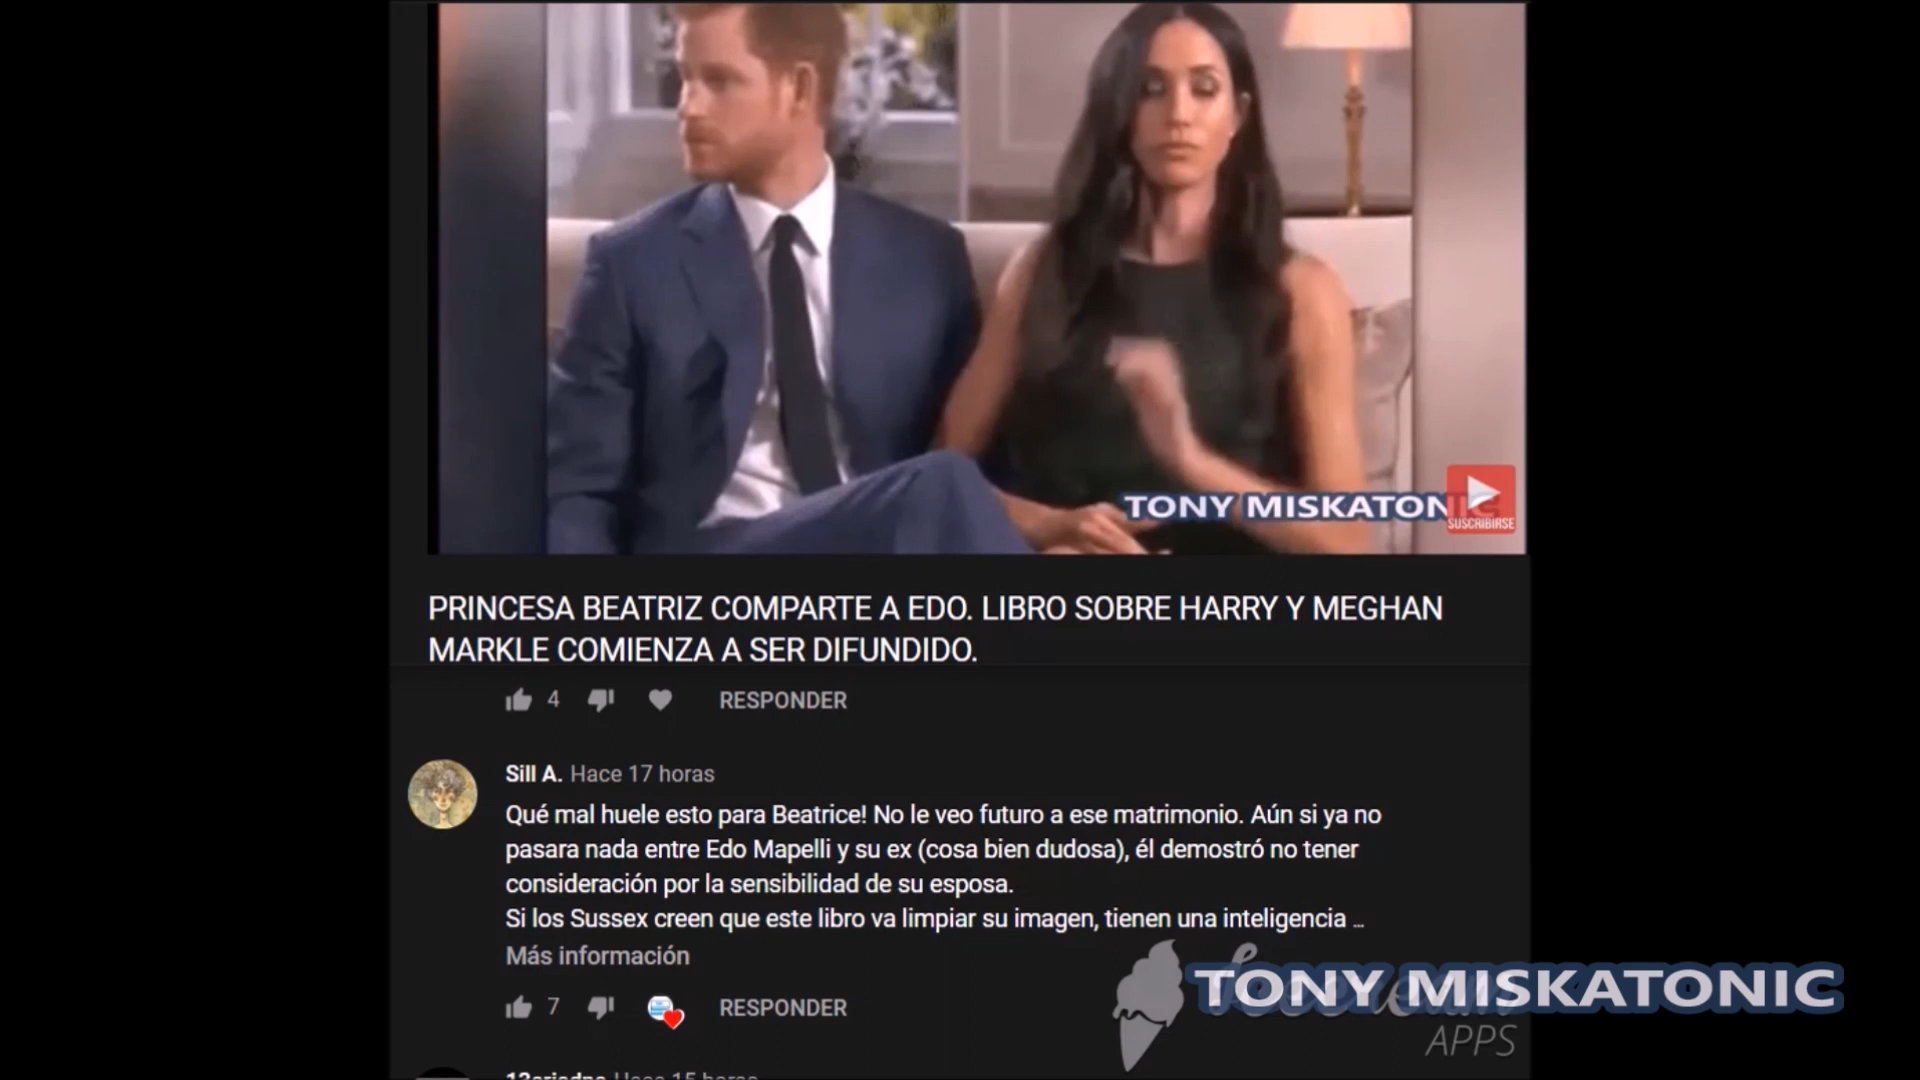 TONY MISKATONIC
SUSCRIBIRSE
PRINCESA BEATRIZ COMPARTE A EDO. LIBRO SOBRE HARRY Y MEGHAN
MARKLE COMIENZA A SER DIFUNDIDO.
4 RESPONDER
Sill A. Hace 17 horas
Qué mal huele esto para Beatrice! No le veo futuro a ese matrimonio. Aún si ya no
pasara nada entre Edo Mapelli y su ex (cosa bien dudosa), él demostró no tener
consideración por la sensibilidad de su esposa.
Si los Sussex creen que este libro va limpiar su imagen, tienen una inteligencia ...
Más información
7 RESPONDER
TONY MISKATONIC
APPS
Hace 15 horas